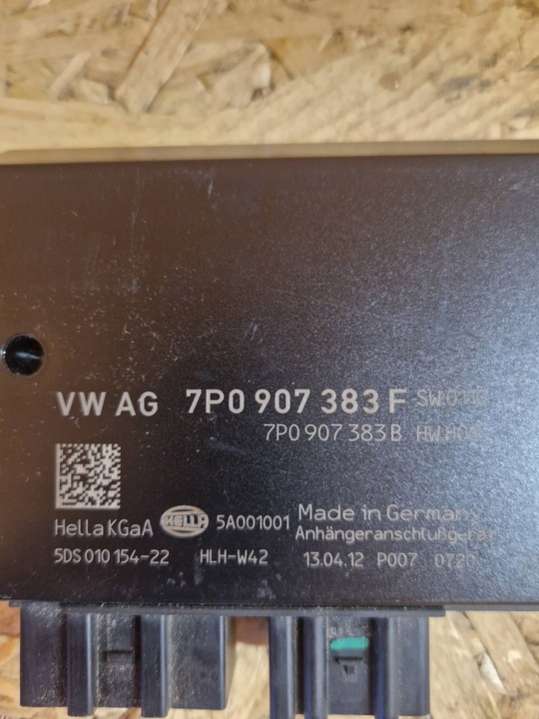 VW AG 7P0 907 383 F
7P0 907 383 B
HELLA
5A001001 Made in Germany
Hella KGaA
5DS 010 154-22 HLH-W42 13.04.12 P007